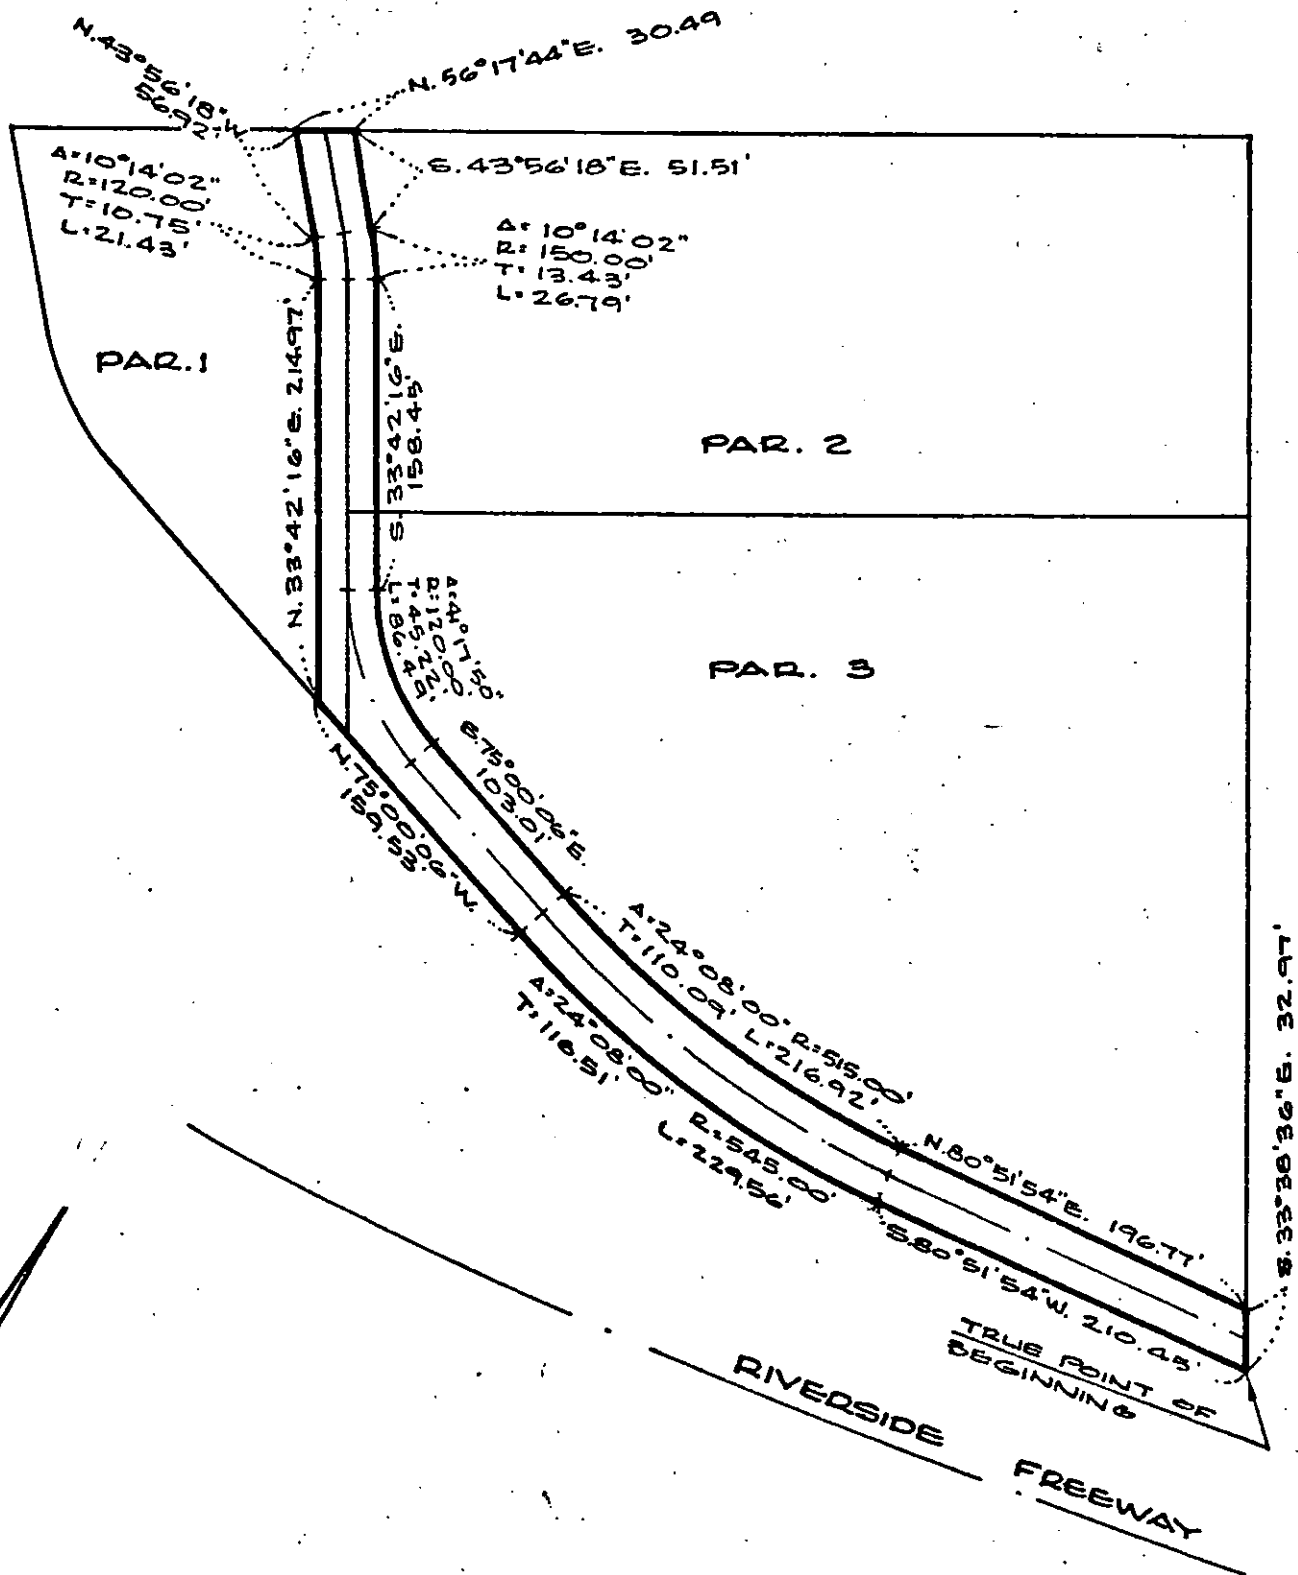 N.43°56'18"W.
56.92'
N.56°17'44"E. 30.49
S.43°56'18"E. 51.51'
Δ=10°14'02"
R=120.00'
T=10.75'
L=21.43'
Δ=10°14'02"
R=150.00'
T=13.43'
L=26.79'
PAR.1
N.33°42'16"E. 214.97'
S.33°42'16"E.
158.45'
PAR. 2
Δ=41°17'50"
R=120.00'
T=45.22'
L=86.49'
PAR. 3
S.75°00'06"E.
103.01'
N.75°00'06"W.
159.53'
Δ=24°08'00" R=515.00'
T=110.09' L=216.92'
Δ=24°08'00" R=545.00'
T=116.51' L=229.56'
N.80°51'54"E. 196.77'
S.80°51'54"W. 210.45'
S.33°38'36"E. 32.97'
TRUE POINT OF
BEGINNING
RIVERSIDE FREEWAY